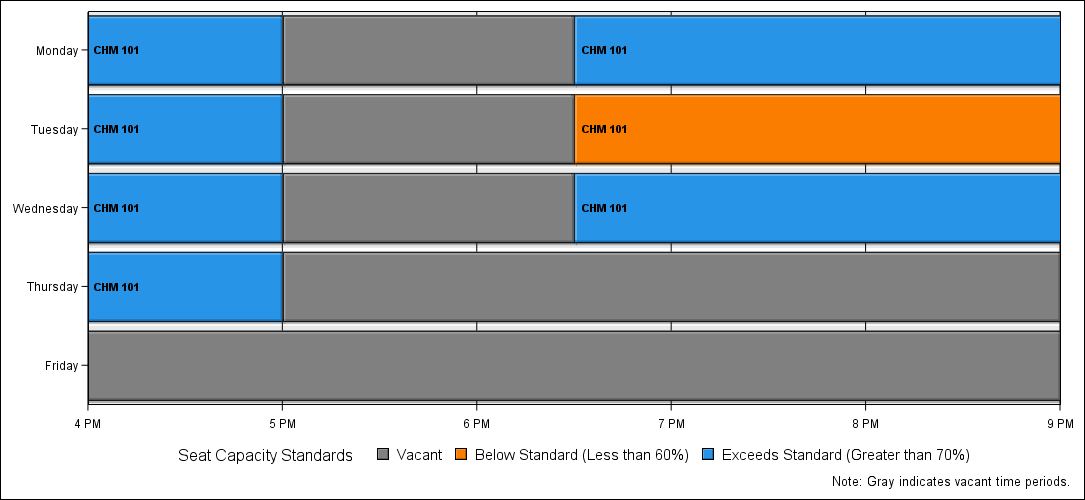 Monday CHM 101 CHM 101
Tuesday CHM 101 CHM 101
Wednesday CHM 101 CHM 101
Thursday CHM 101
Friday
4 PM 5 PM 6 PM 7 PM 8 PM 9 PM
Seat Capacity Standards Vacant Below Standard (Less than 60%) Exceeds Standard (Greater than 70%)
Note: Gray indicates vacant time periods.